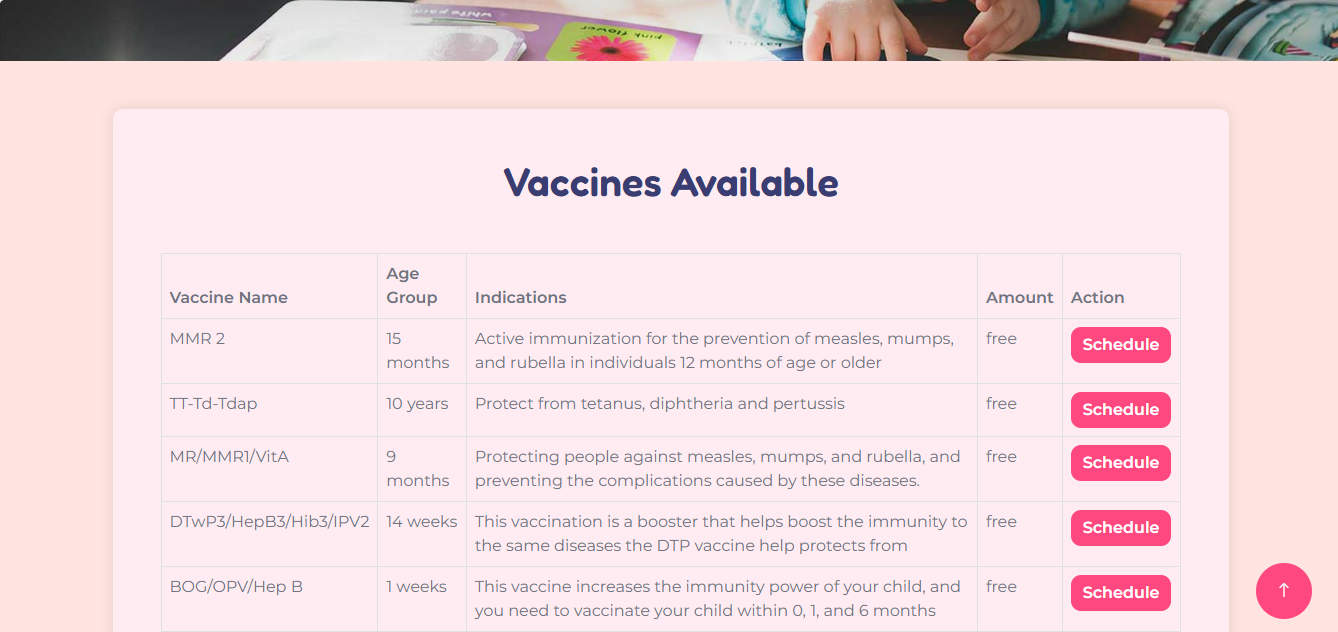 white pain
pink flower
Vaccines Available
Vaccine Name Age Group Indications Amount Action
MMR 2 15 months Active immunization for the prevention of measles, mumps, and rubella in individuals 12 months of age or older free Schedule
TT-Td-Tdap 10 years Protect from tetanus, diphtheria and pertussis free Schedule
MR/MMR1/VitA 9 months Protecting people against measles, mumps, and rubella, and preventing the complications caused by these diseases. free Schedule
DTwP3/HepB3/Hib3/IPV2 14 weeks This vaccination is a booster that helps boost the immunity to the same diseases the DTP vaccine help protects from free Schedule
BOG/OPV/Hep B 1 weeks This vaccine increases the immunity power of your child, and you need to vaccinate your child within 0, 1, and 6 months free Schedule